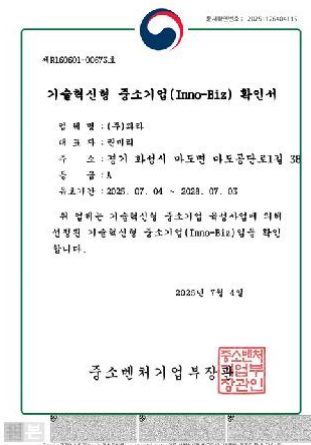 제R160601-00673호
기술혁신형 중소기업(Inno-Biz) 확인서
업 체 명 : (주)파라
대 표 자 :
주 소 : 경기 화성시 마도면 마도공단로1길 38
등 급 : A
유효기간 : 2025. 07. 04 ~ 2028. 07. 03
위 업체는 기술혁신형 중소기업 육성사업에 의해
선정된 기술혁신형 중소기업(Inno-Biz)임을 확인
합니다.
2025년 7월 4일
중소벤처기업부장관
중소벤처
기업부
장관인
본